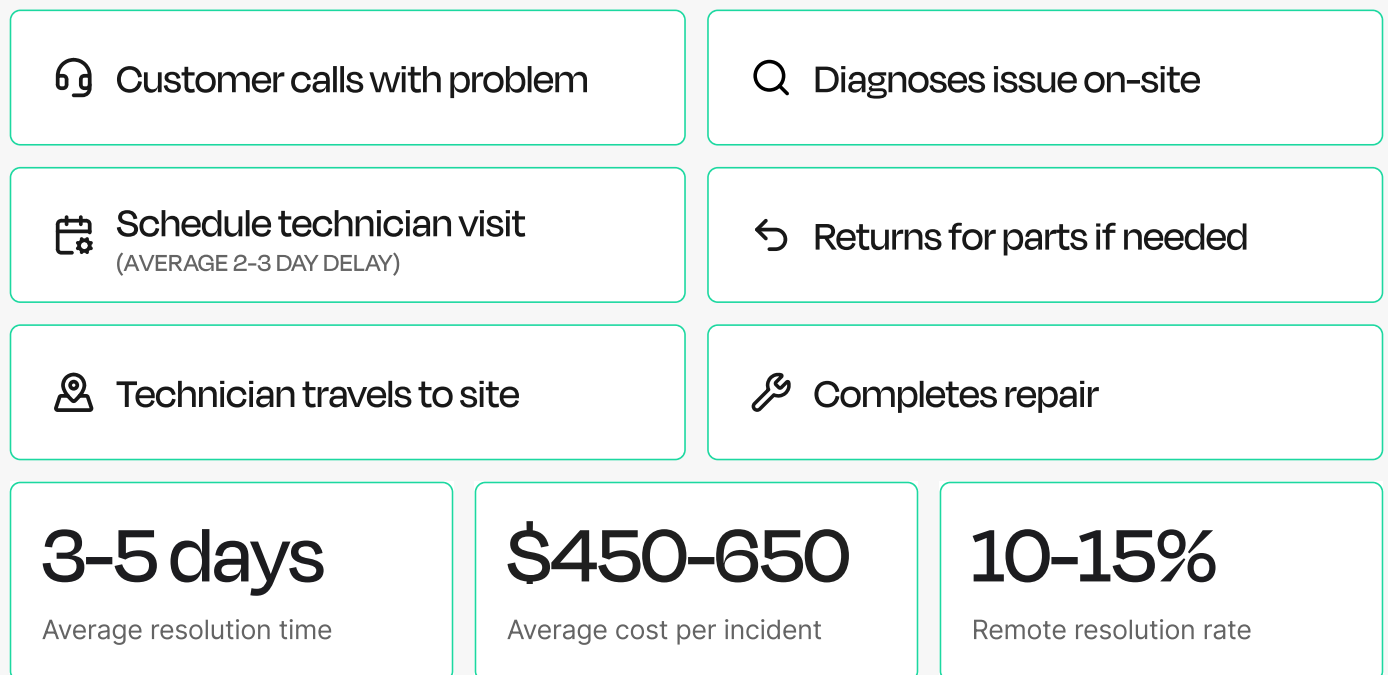 Customer calls with problem
Diagnoses issue on-site
Schedule technician visit
(AVERAGE 2-3 DAY DELAY)
Returns for parts if needed
Technician travels to site
Completes repair
3-5 days
Average resolution time
$450-650
Average cost per incident
10-15%
Remote resolution rate